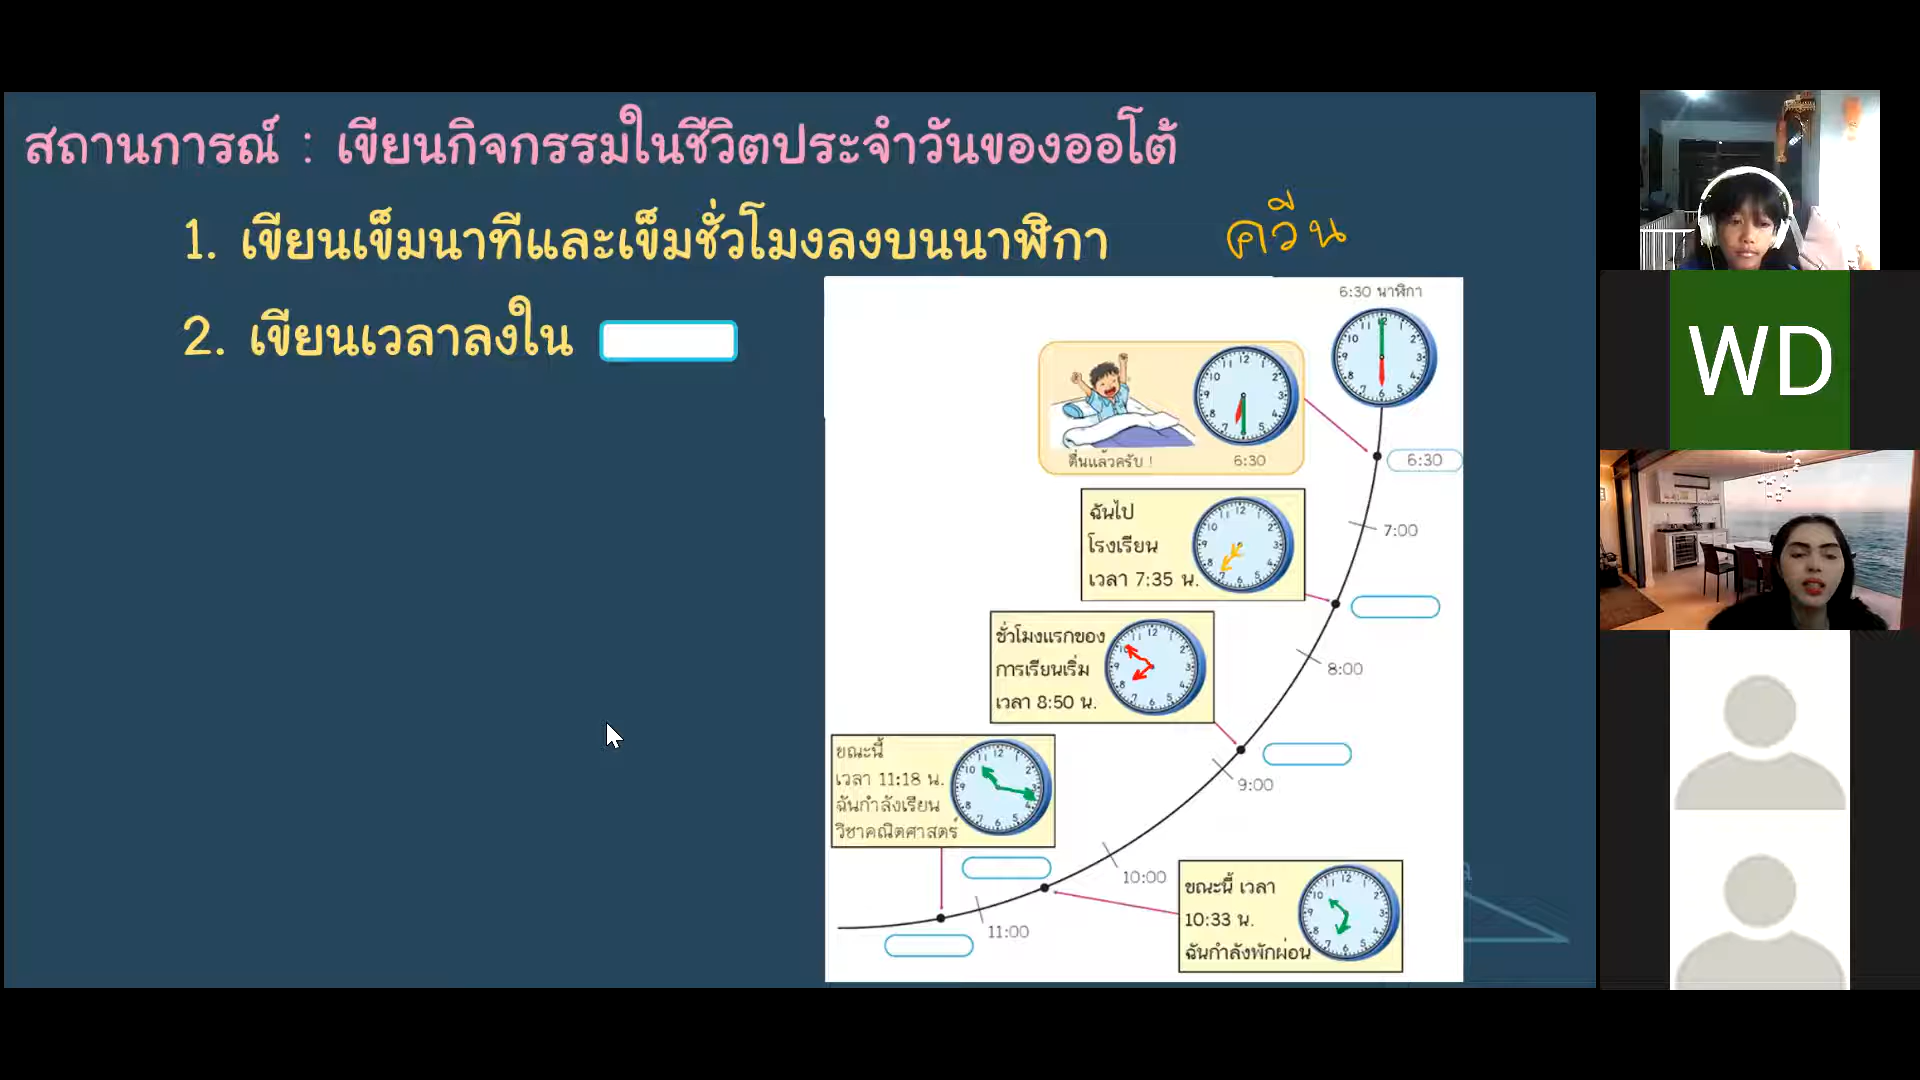 สถานการณ์ : เขียนกิจกรรมในชีวิตประจำวันของออโต้
1. เขียนเข็มนาทีและเข็มชั่วโมงลงบนนาฬิกา
ควีน
2. เขียนเวลาลงใน
6:30 นาฬิกา
ตื่นแล้วครับ !
6:30
6:30
7:00
ฉันไป
โรงเรียน
เวลา 7:35 น.
8:00
ชั่วโมงแรกของ
การเรียนเริ่ม
เวลา 8:50 น.
9:00
ขณะนี้
เวลา 11:18 น.
ฉันกำลังเรียน
วิชาคณิตศาสตร์
10:00
11:00
ขณะนี้ เวลา
10:33 น.
ฉันกำลังพักผ่อน
WD